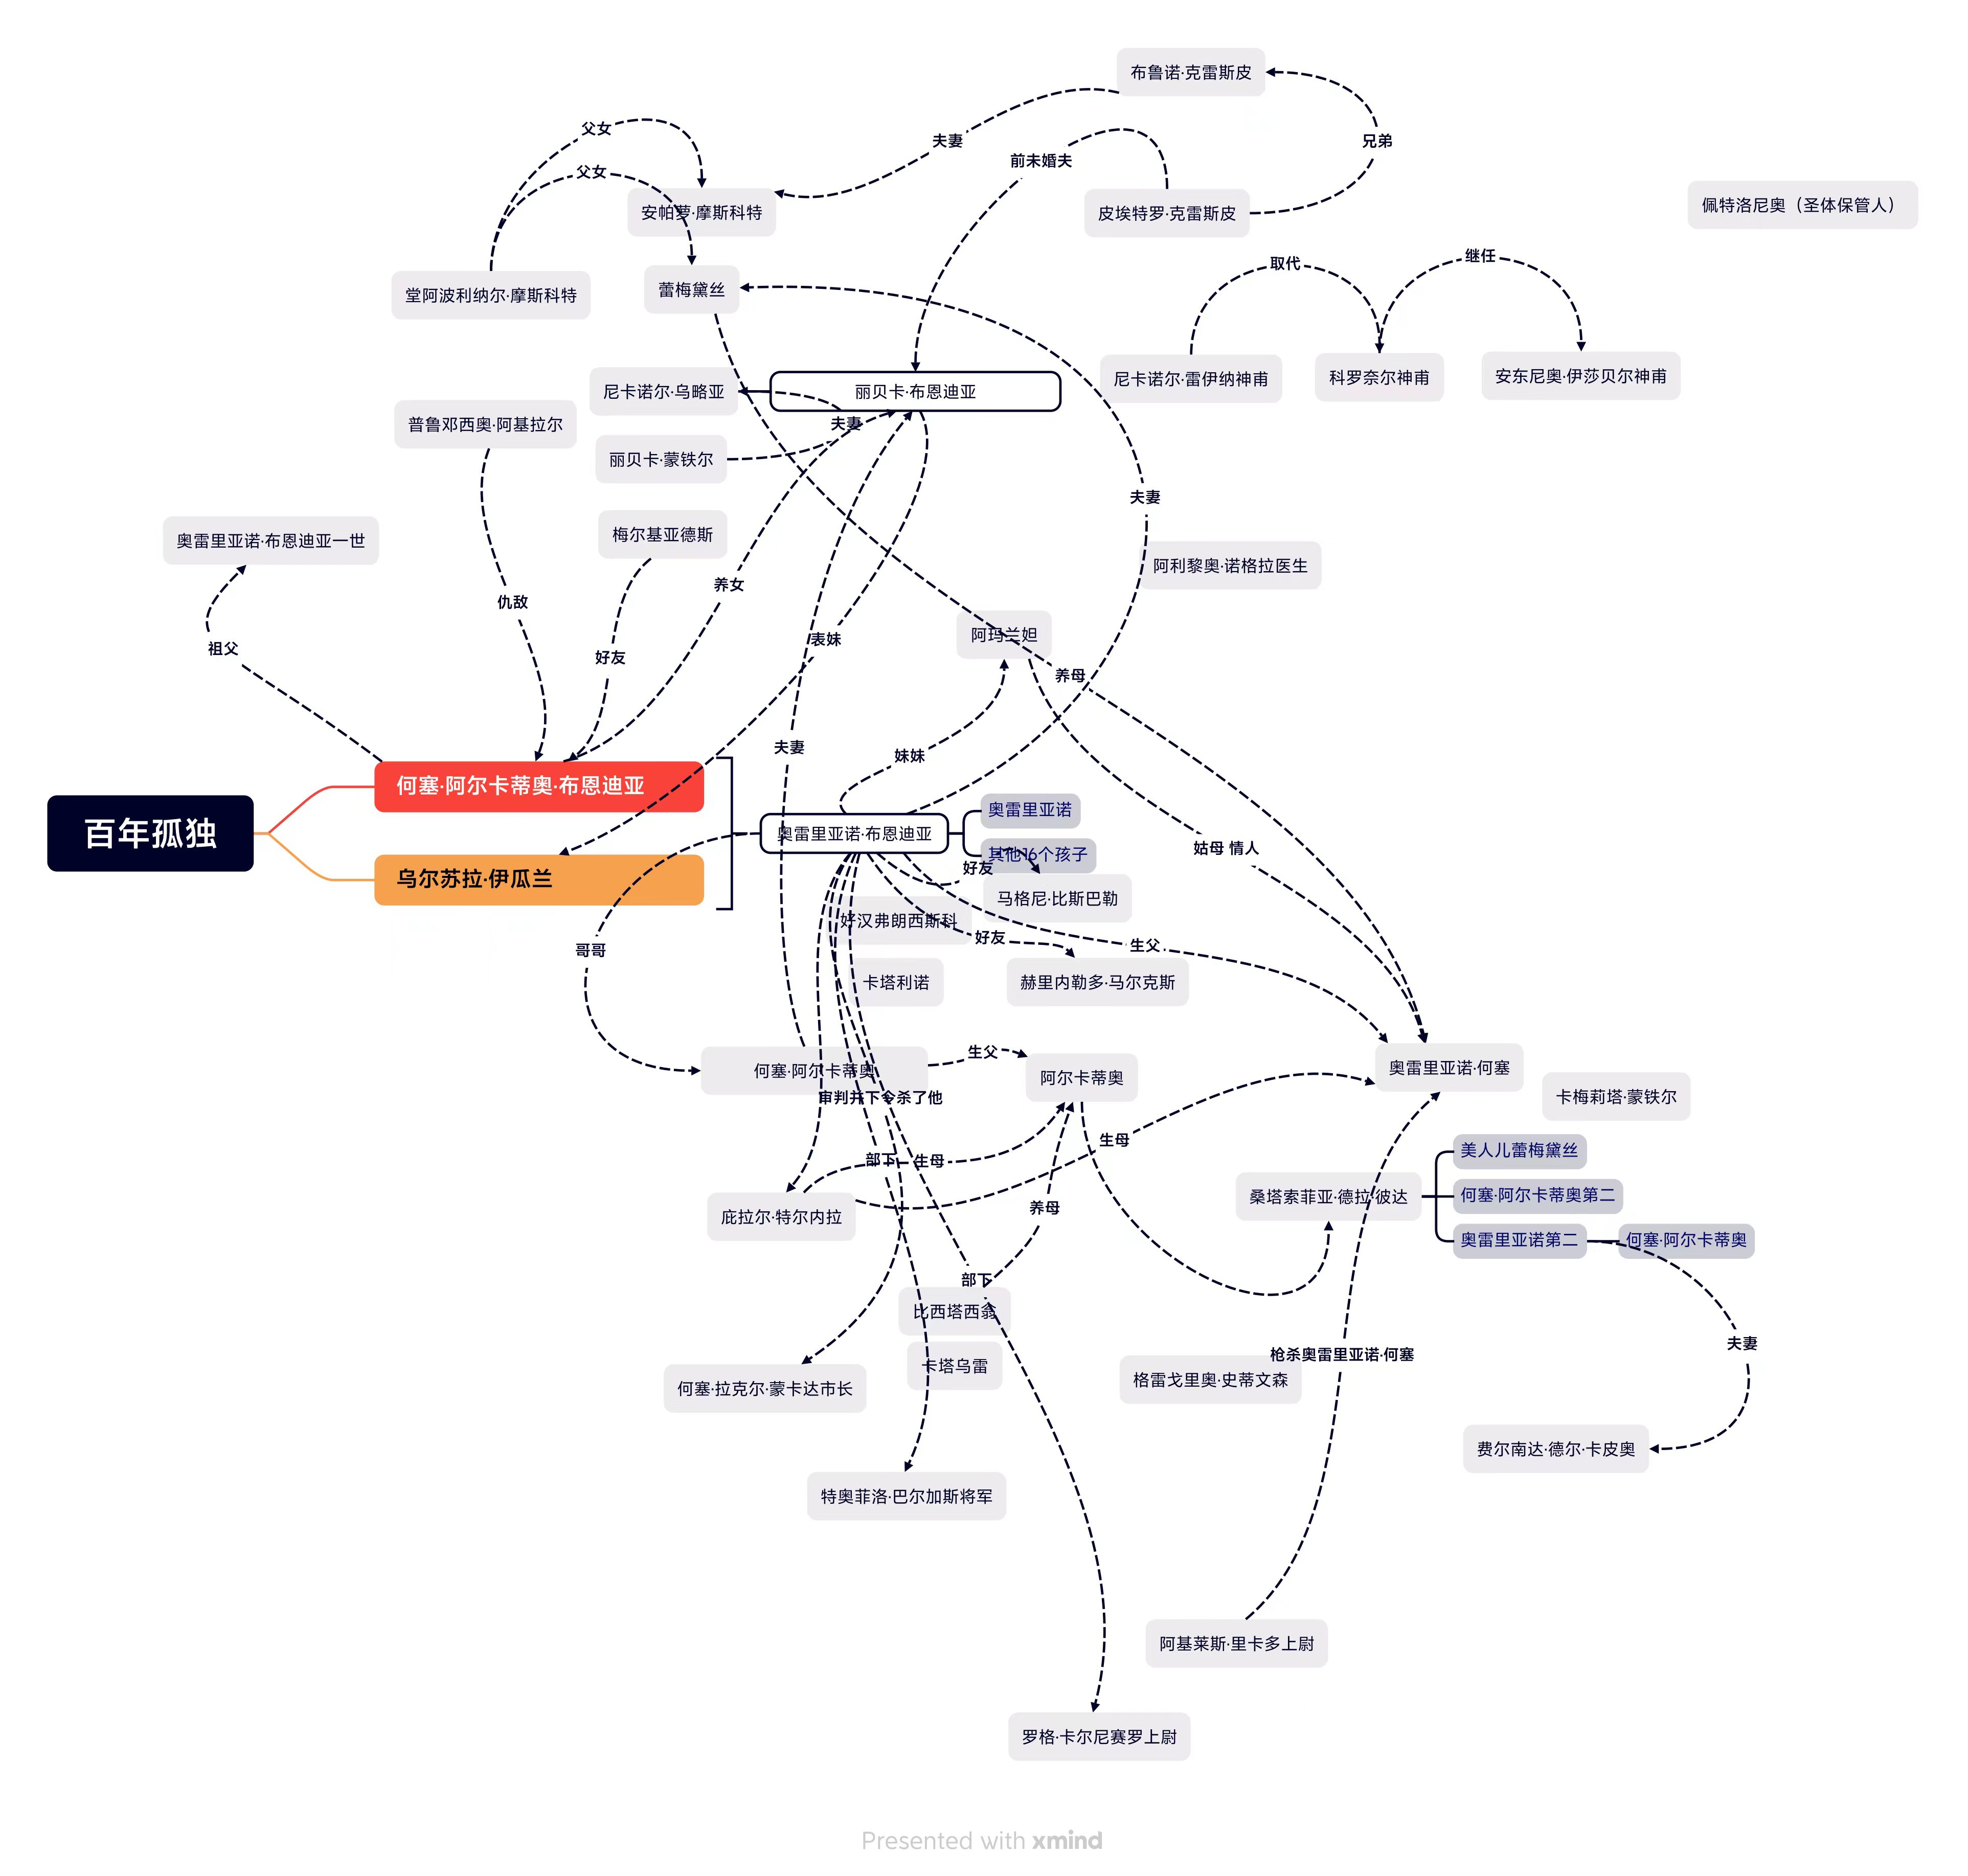 布鲁诺·克雷斯皮
父女
夫妻
兄弟
前未婚夫
父女
佩特洛尼奥（圣体保管人）
安帕萝·摩斯科特
皮埃特罗·克雷斯皮
取代
继任
堂阿波利纳尔·摩斯科特
蕾梅黛丝
尼卡诺尔·雷伊纳神甫
科罗奈尔神甫
安东尼奥·伊莎贝尔神甫
尼卡诺尔·乌略亚
丽贝卡·布恩迪亚
普鲁邓西奥·阿基拉尔
夫妻
丽贝卡·蒙铁尔
夫妻
奥雷里亚诺·布恩迪亚一世
梅尔基亚德斯
阿利黎奥·诺格拉医生
养女
仇敌
阿玛兰妲
表妹
祖父
好友
养母
夫妻
妹妹
何塞·阿尔卡蒂奥·布恩迪亚
百年孤独
奥雷里亚诺·布恩迪亚
奥雷里亚诺
其他16个孩子
姑母 情人
乌尔苏拉·伊瓜兰
好友
马格尼·比斯巴勒
好汉弗朗西斯科
好友
生父
哥哥
卡塔利诺
赫里内勒多·马尔克斯
生父
何塞·阿尔卡蒂奥
阿尔卡蒂奥
奥雷里亚诺·何塞
审判并下令杀了他
卡梅莉塔·蒙铁尔
生母
美人儿蕾梅黛丝
部下
生母
桑塔索菲亚·德拉·彼达
何塞·阿尔卡蒂奥第二
庇拉尔·特尔内拉
养母
奥雷里亚诺第二
何塞·阿尔卡蒂奥
部下
比西塔西翁
夫妻
卡塔乌雷
枪杀奥雷里亚诺·何塞
何塞·拉克尔·蒙卡达市长
格雷戈里奥·史蒂文森
费尔南达·德尔·卡皮奥
特奥菲洛·巴尔加斯将军
阿基莱斯·里卡多上尉
罗格·卡尔尼赛罗上尉
Presented with xmind